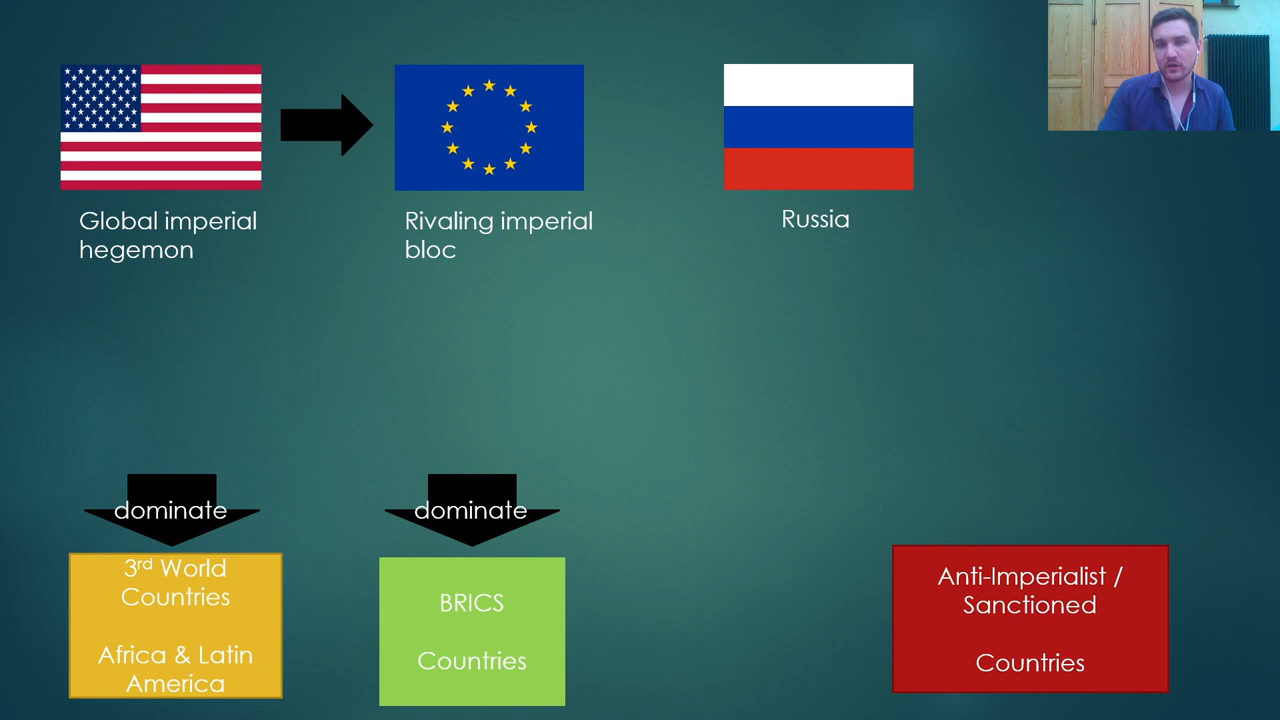 Global imperial
hegemon
Rivaling imperial
bloc
Russia
dominate
dominate
3rd World
Countries
Africa & Latin
America
BRICS
Countries
Anti-Imperialist /
Sanctioned
Countries